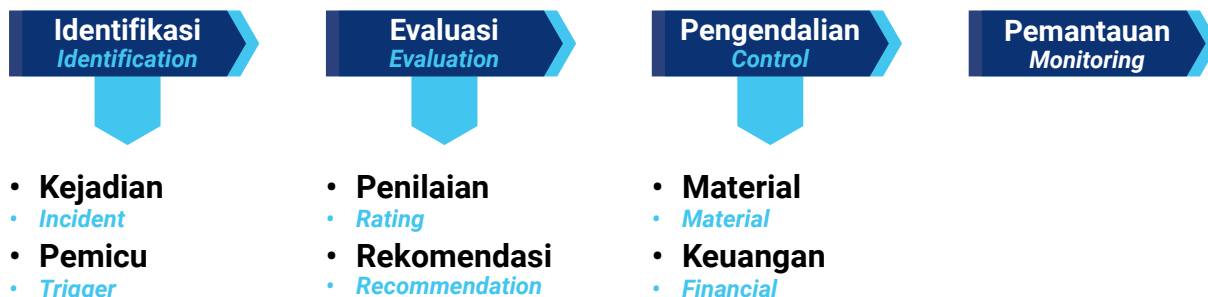 Identifikasi
Identification
• Kejadian
• Incident
• Pemicu
• Trigger
Evaluasi
Evaluation
• Penilaian
• Rating
• Rekomendasi
• Recommendation
Pengendalian
Control
• Material
• Material
• Keuangan
• Financial
Pemantauan
Monitoring